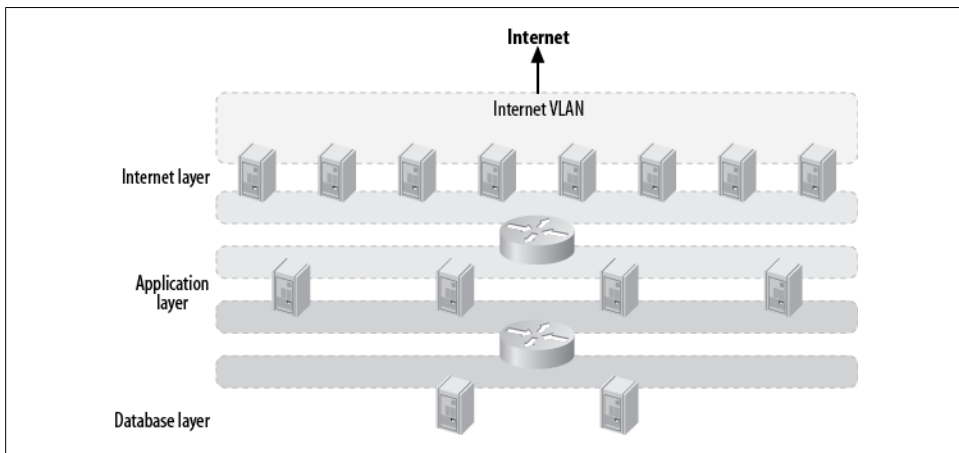 Internet
Internet VLAN
Internet layer
Application
layer
Database layer